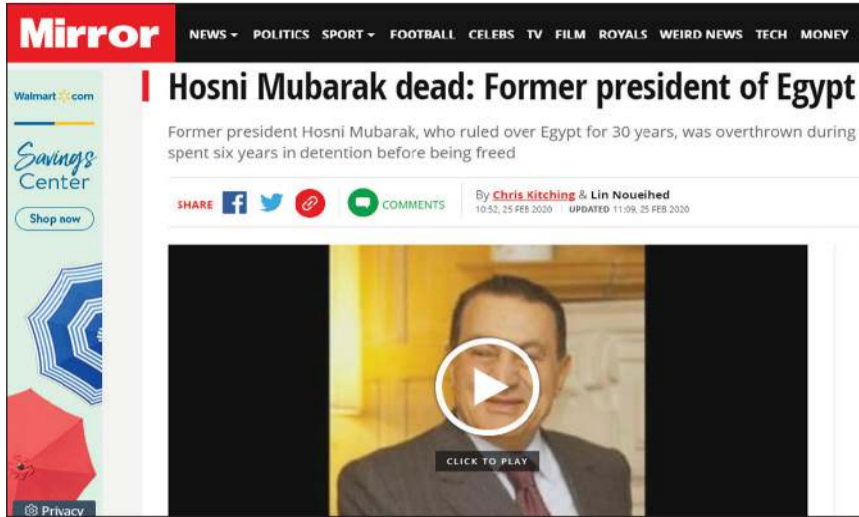 Mirror
NEWS POLITICS SPORT FOOTBALL CELEBS TV FILM ROYALS WEIRD NEWS TECH MONEY
Walmart.com
Savings
Center
Shop now
Hosni Mubarak dead: Former president of Egypt
Former president Hosni Mubarak, who ruled over Egypt for 30 years, was overthrown during
spent six years in detention before being freed
SHARE COMMENTS
By Chris Kitching & Lin Noueihed
10:52, 25 FEB 2020 UPDATED 11:09, 25 FEB 2020
CLICK TO PLAY
Privacy